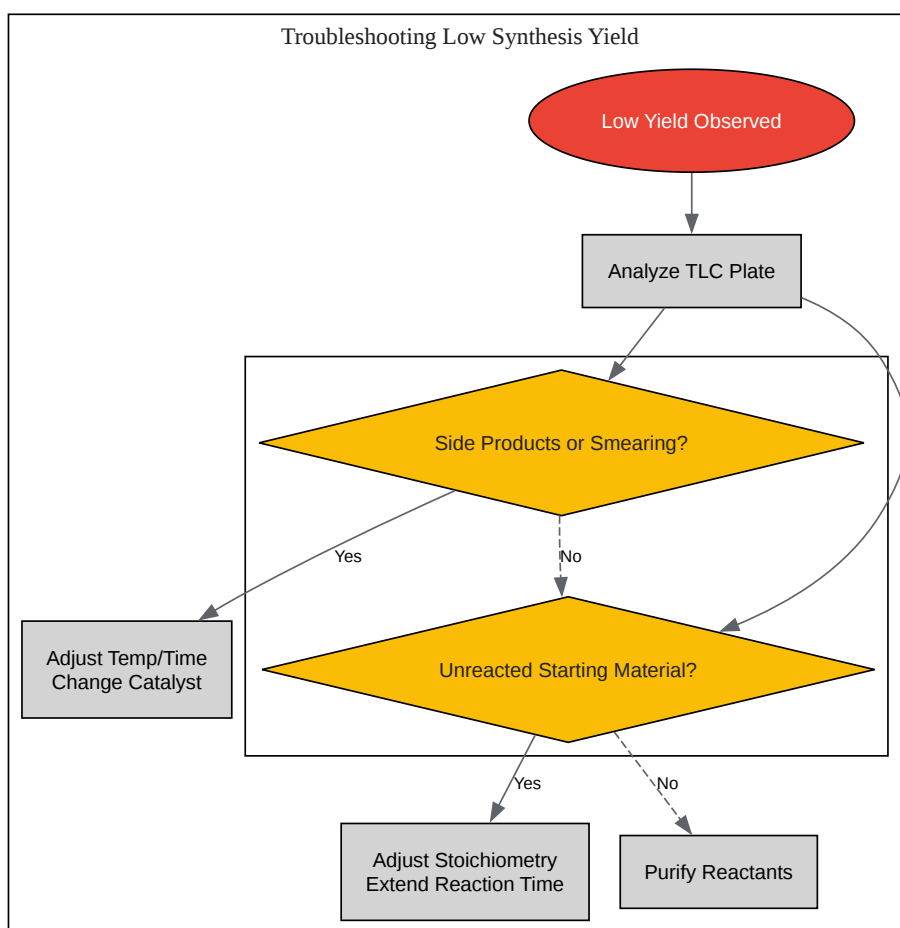 Troubleshooting Low Synthesis Yield
Low Yield Observed
Analyze TLC Plate
Side Products or Smearing?
Yes
No
Adjust Temp/Time
Change Catalyst
Unreacted Starting Material?
Yes
No
Adjust Stoichiometry
Extend Reaction Time
Purify Reactants